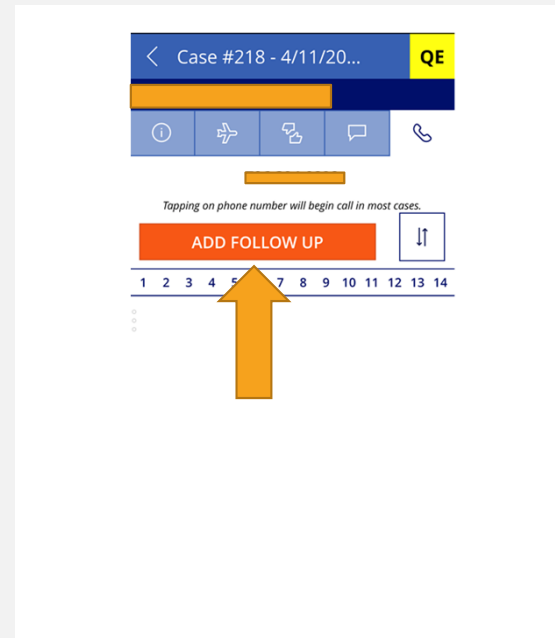 Case #218 - 4/11/20... QE
Tapping on phone number will begin call in most cases.
ADD FOLLOW UP
1 2 3 4 5 7 8 9 10 11 12 13 14